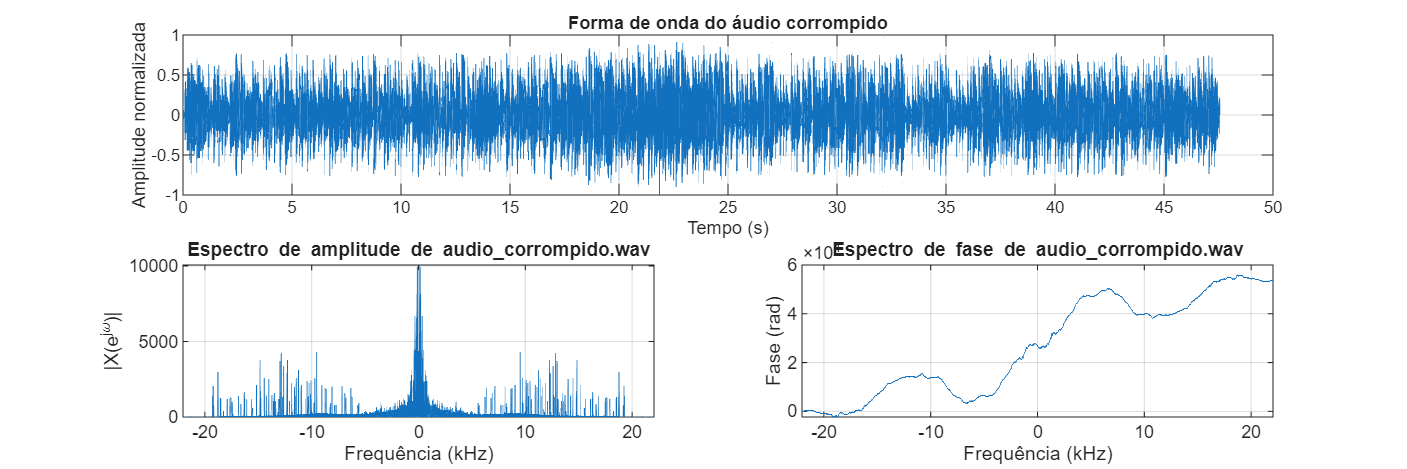 Forma de onda do áudio corrompido
Amplitude normalizada
1
0.5
0
-0.5
-1
0 5 10 15 20 25 30 35 40 45 50
Tempo (s)
Espectro de amplitude de audio_corrompido.wav
|X(e^jω)|
10000
5000
0
-20 -10 0 10 20
Frequência (kHz)
Espectro de fase de audio_corrompido.wav
×10
Fase (rad)
6
4
2
0
-20 -10 0 10 20
Frequência (kHz)